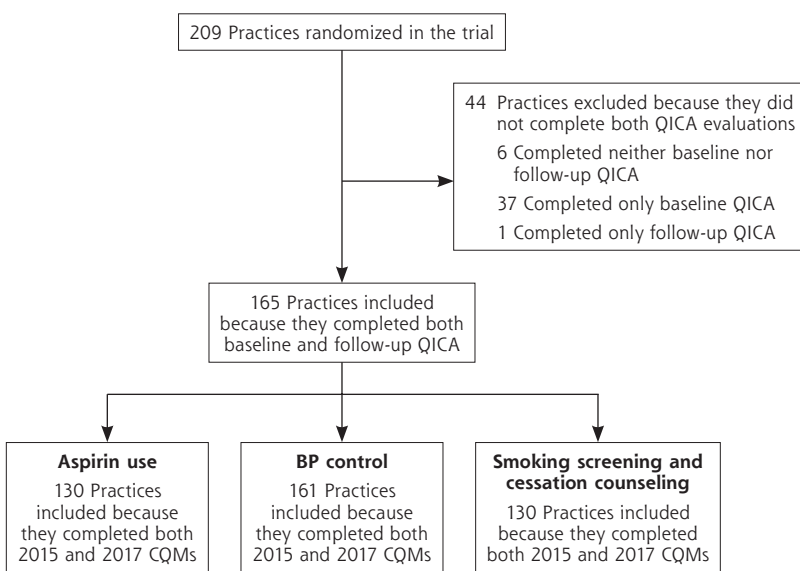 209 Practices randomized in the trial
44 Practices excluded because they did
not complete both QICA evaluations
6 Completed neither baseline nor
follow-up QICA
37 Completed only baseline QICA
1 Completed only follow-up QICA
165 Practices included
because they completed both
baseline and follow-up QICA
Aspirin use
130 Practices
included because
they completed both
2015 and 2017 CQMs
BP control
161 Practices
included because
they completed both
2015 and 2017 CQMs
Smoking screening and
cessation counseling
130 Practices included
because they completed
both 2015 and 2017 CQMs